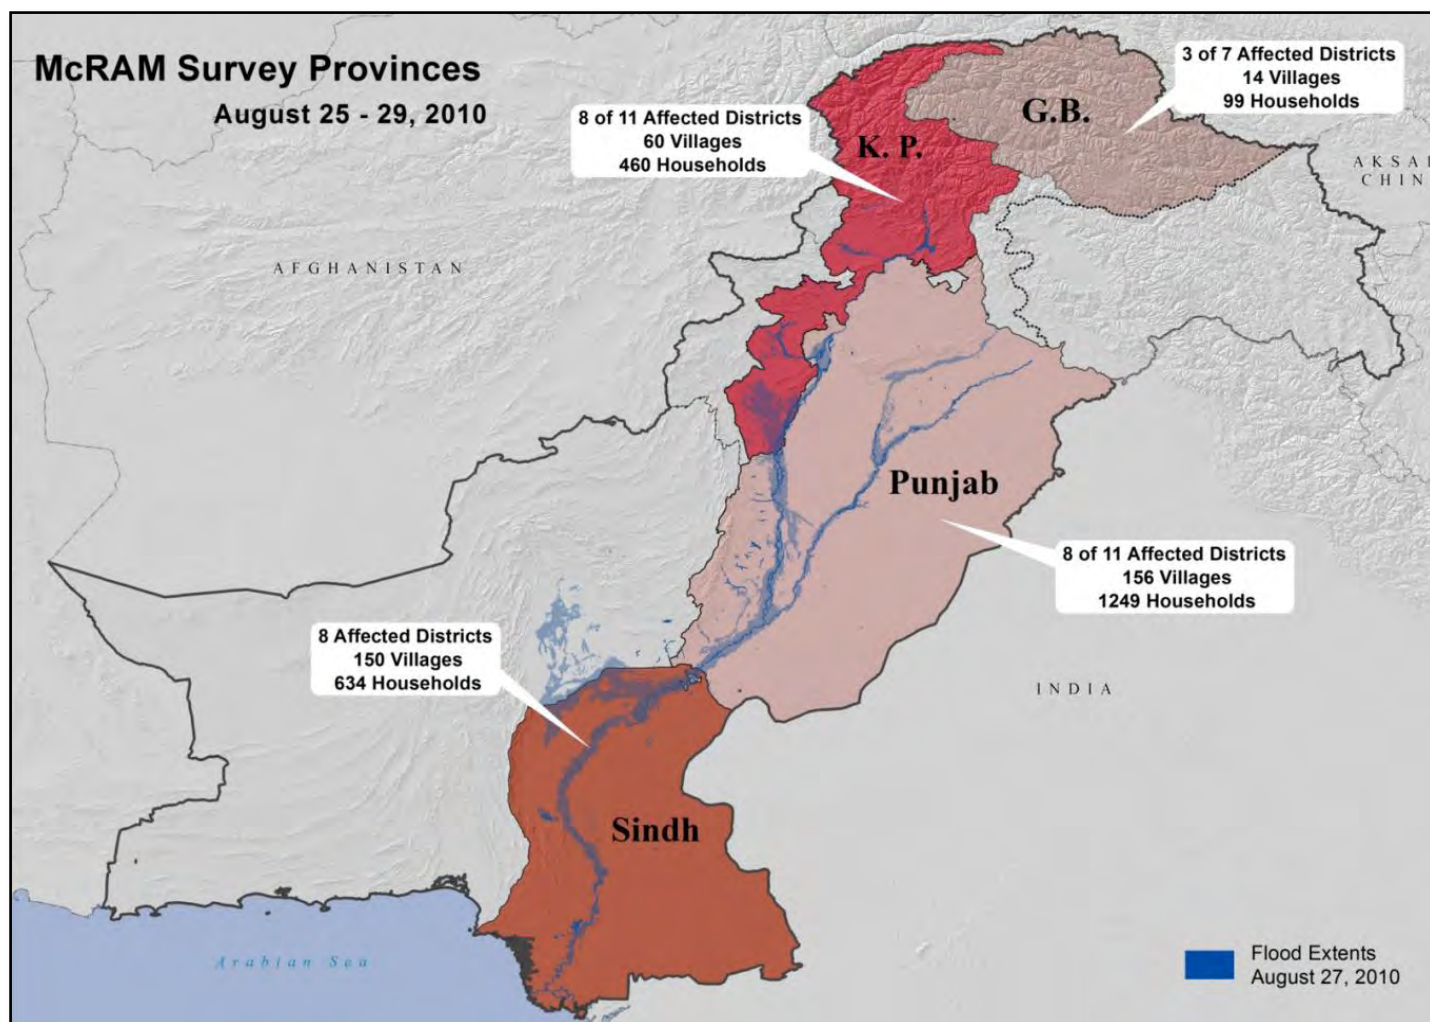 McRAM Survey Provinces
August 25 - 29, 2010
3 of 7 Affected Districts
14 Villages
99 Households
8 of 11 Affected Districts
60 Villages
460 Households
G.B.
K. P.
AKSAI
CHIN
AFGHANISTAN
Punjab
8 of 11 Affected Districts
156 Villages
1249 Households
8 Affected Districts
150 Villages
634 Households
INDIA
Sindh
Arabian Sea
Flood Extents
August 27, 2010